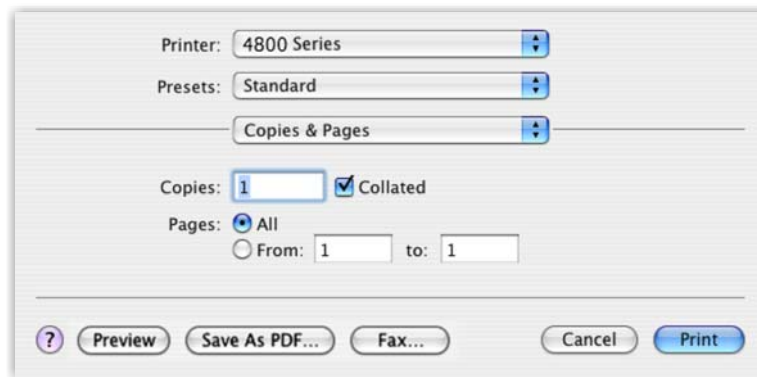 Printer: 4800 Series
Presets: Standard
Copies & Pages
Copies: 1 Collated
Pages: All
From: 1 to: 1
? Preview Save As PDF... Fax... Cancel Print